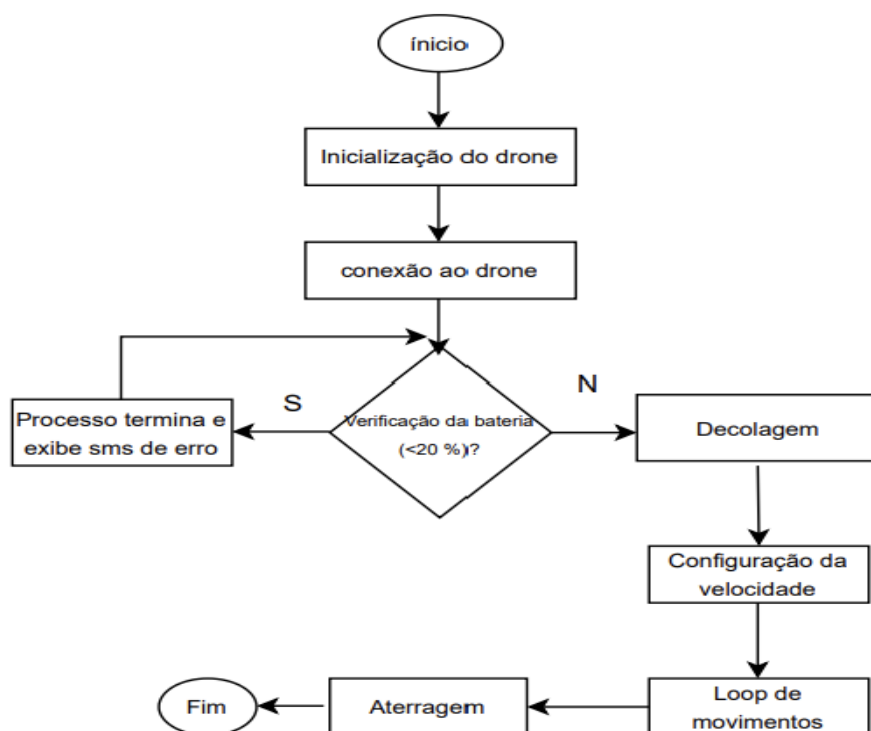 ínicio
Inicialização do drone
conexão ao drone
S
N
Verificação da bateria
(<20 %)?
Processo termina e
exibe sms de erro
Decolagem
Configuração da
velocidade
Loop de
movimentos
Aterragem
Fim